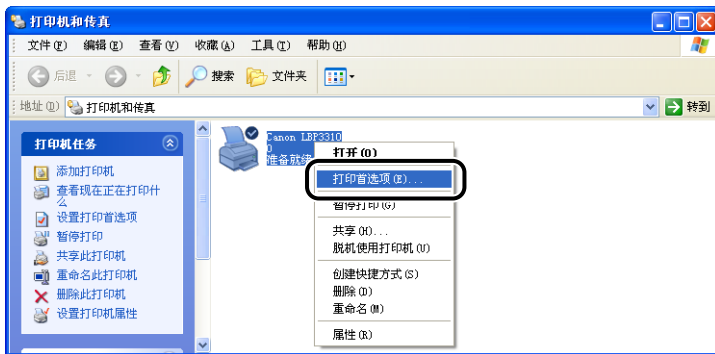 打印机和传真
文件(F) 编辑(E) 查看(V) 收藏(A) 工具(T) 帮助(H)
后退 搜索 文件夹
地址(D) 打印机和传真 转到
打印机任务
添加打印机
查看现在正在打印什
么
设置打印首选项
暂停打印
共享此打印机
重命名此打印机
删除此打印机
设置打印机属性
Canon LBP3310
0
准备就绪
打开(O)
打印首选项(E)...
暂停打印(G)
共享(H)...
脱机使用打印机(U)
创建快捷方式(S)
删除(D)
重命名(M)
属性(R)